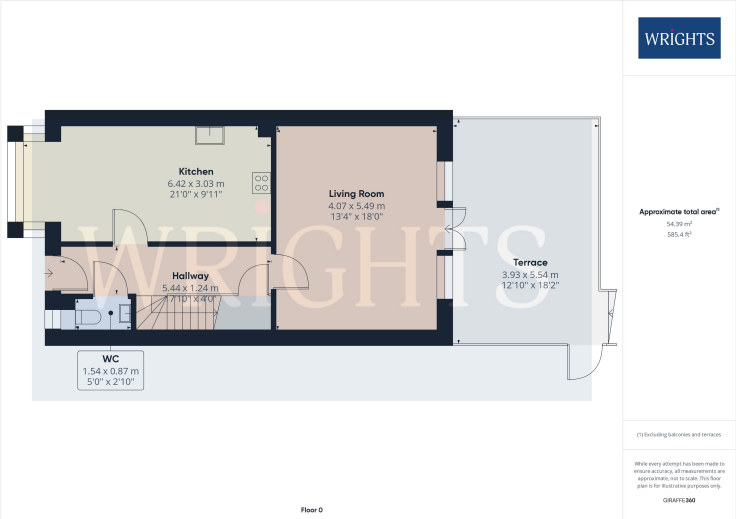 WRIGHTS
Kitchen
6.42 x 3.03 m
21'0" x 9'11"
Living Room
4.07 x 5.49 m
13'4" x 18'0"
Terrace
3.93 x 5.54 m
12'10" x 18'2"
Hallway
5.44 x 1.24 m
WC
1.54 x 0.87 m
5'0" x 2'10"
WRIGHTS
Floor 0
Approximate total area⁽¹⁾
54.39 m²
585.4 ft²
(1) Excluding balconies and terraces
While every attempt has been made to
ensure accuracy, all measurements are
approximate, not to scale. This floor
plan is for illustrative purposes only.
GIRAFFE360